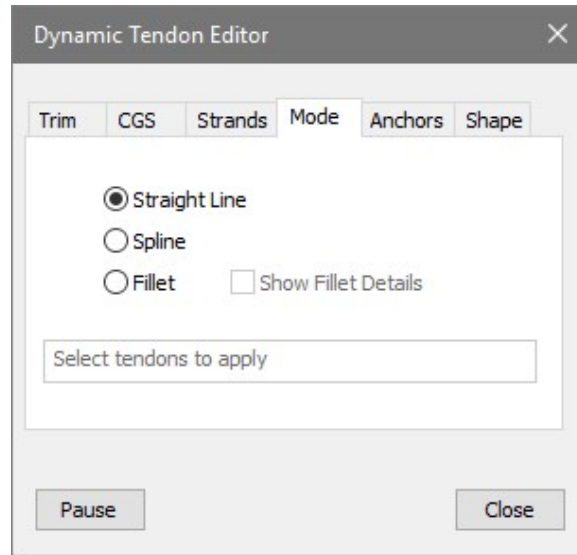 Dynamic Tendon Editor
Trim CGS Strands Mode Anchors Shape
Straight Line
Spline
Fillet Show Fillet Details
Select tendons to apply
Pause Close